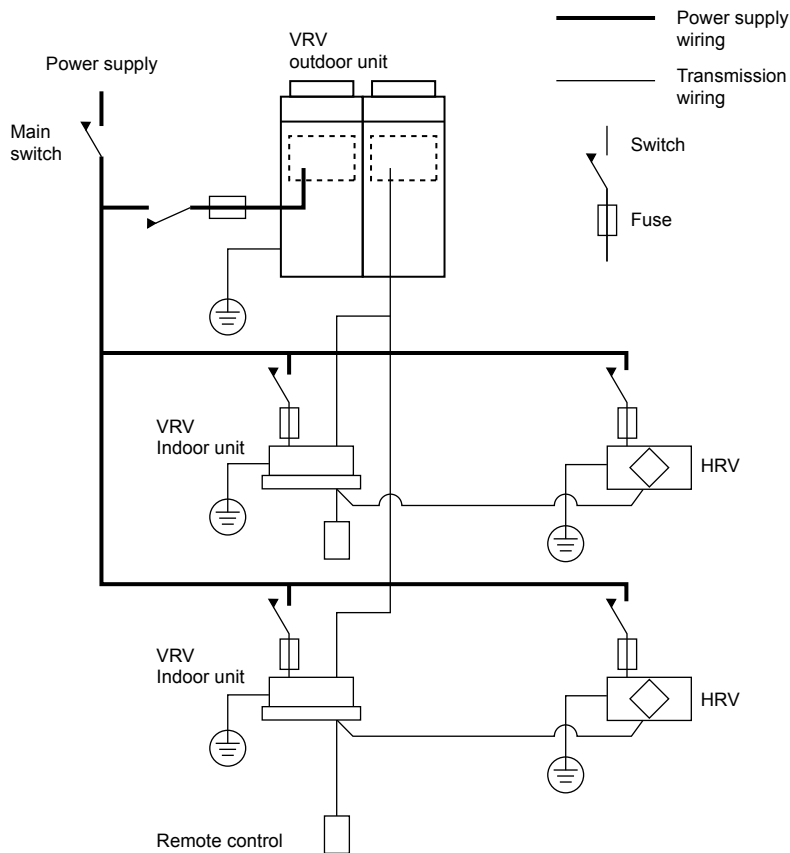 VRV
outdoor unit
Power supply
wiring
Power supply
Transmission
wiring
Main
switch
Switch
Fuse
VRV
Indoor unit
HRV
VRV
Indoor unit
HRV
Remote control